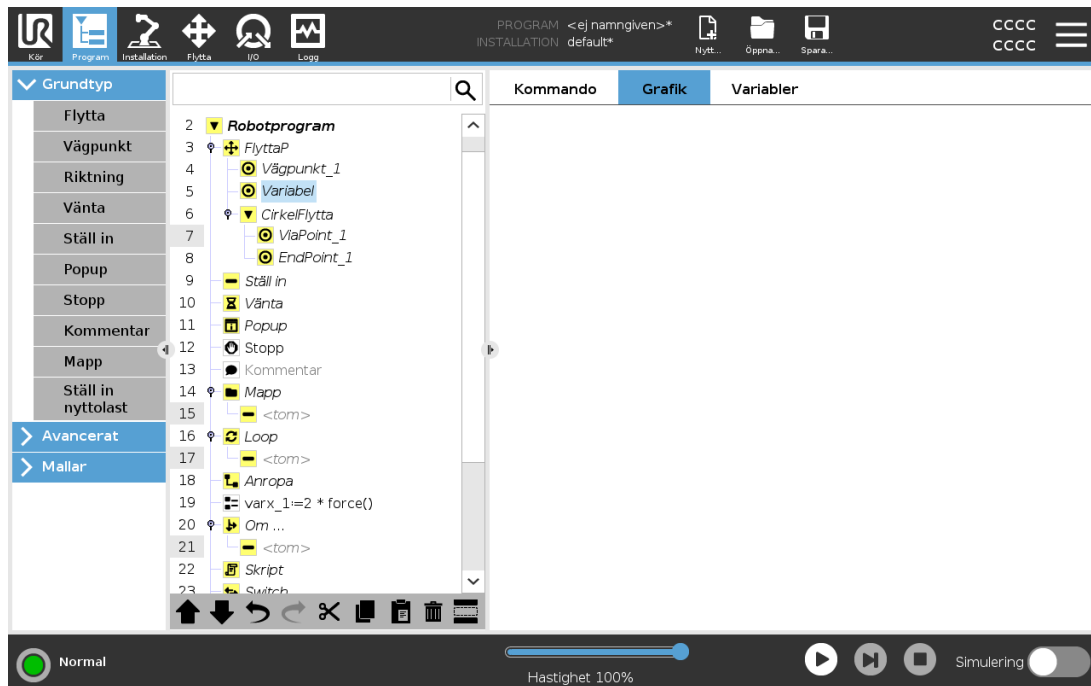 UR
Kör
Program
Installation
Flytta
I/O
Logg
PROGRAM <ej namngiven>*
INSTALLATION default*
Nytt...
Öppna...
Spara...
CCCC
CCCC
Grundtyp
Flytta
Vägpunkt
Riktning
Vänta
Ställ in
Popup
Stopp
Kommentar
Mapp
Ställ in
nyttolast
Avancerat
Mallar
2 Robotprogram
3 FlyttaP
4 Vägpunkt_1
5 Variabel
6 CirkelFlytta
7 ViaPoint_1
8 EndPoint_1
9 Ställ in
10 Vänta
11 Popup
12 Stopp
13 Kommentar
14 Mapp
15 <tom>
16 Loop
17 <tom>
18 Anropa
19 varx_1:=2 * force()
20 Om ...
21 <tom>
22 Skript
23 Switch
Kommando
Grafik
Variabler
Normal
Hastighet 100%
Simulering